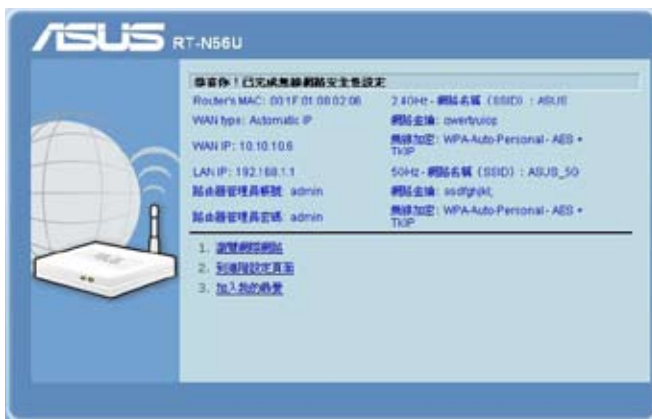 ASUS RT-N56U
恭喜你！已完成無線網路安全性設定
Router's MAC: 00:1F:01:08:02:06
2.4GHz - 網路名稱 (SSID) : ASUS
WAN type: Automatic IP
網路金鑰:
WAN IP: 10.10.10.6
無線加密: WPA-Auto-Personal - AES + TKIP
LAN IP: 192.168.1.1
5GHz - 網路名稱 (SSID) : ASUS_5G
路由器管理員帳號: admin
網路金鑰: asdfghjkl;
路由器管理員密碼: admin
無線加密: WPA-Auto-Personal - AES + TKIP
1. 瀏覽網際網路
2. 到進階設定頁面
3. 加入我的最愛